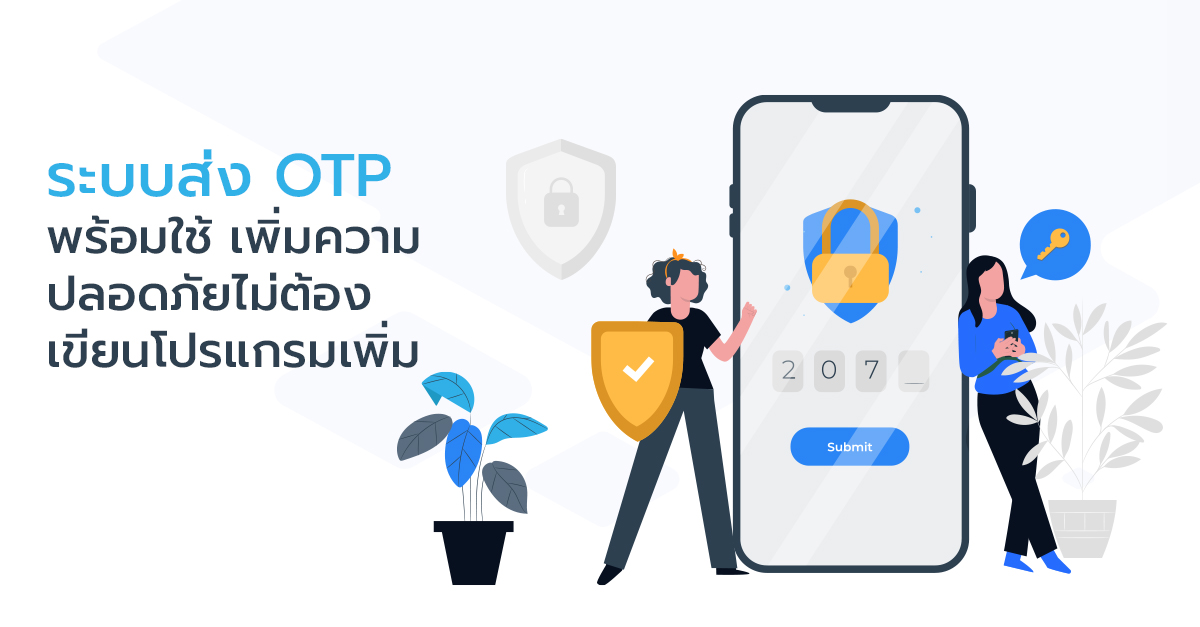 ระบบส่ง OTP
พร้อมใช้ เพิ่มความ
ปลอดภัยไม่ต้อง
เขียนโปรแกรมเพิ่ม
2 0 7 _
Submit